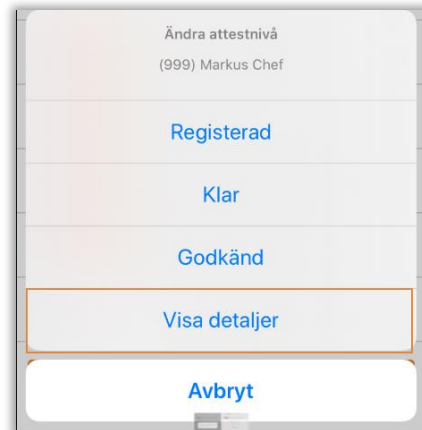 Ändra attestnivå
(999) Markus Chef
Registerad
Klar
Godkänd
Visa detaljer
Avbryt